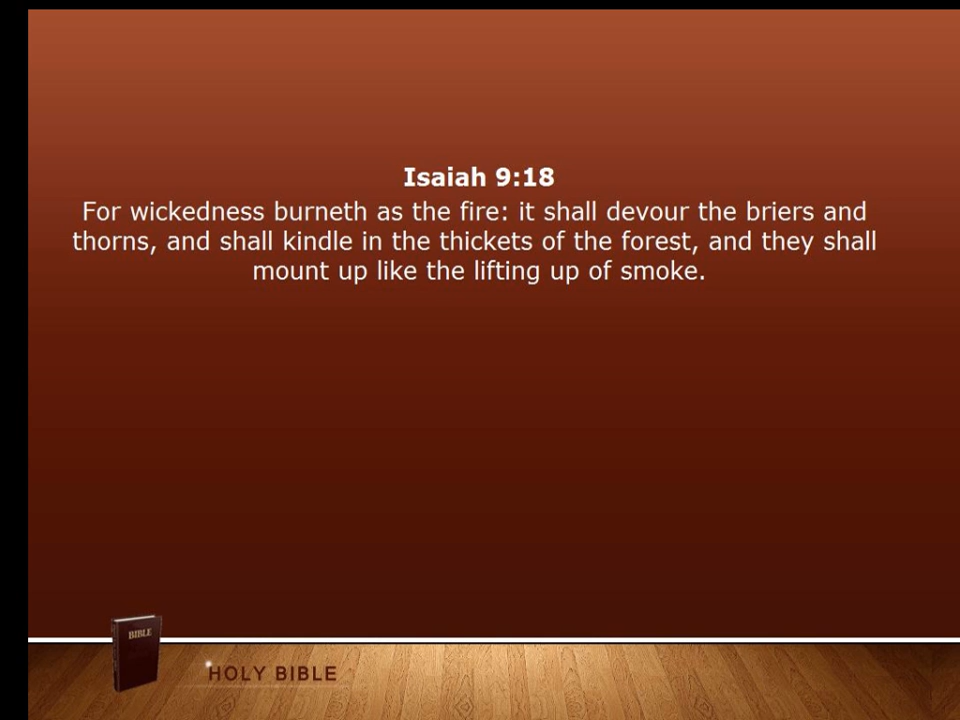 Isaiah 9:18
For wickedness burneth as the fire: it shall devour the briers and
thorns, and shall kindle in the thickets of the forest, and they shall
mount up like the lifting up of smoke.
BIBLE
HOLY BIBLE